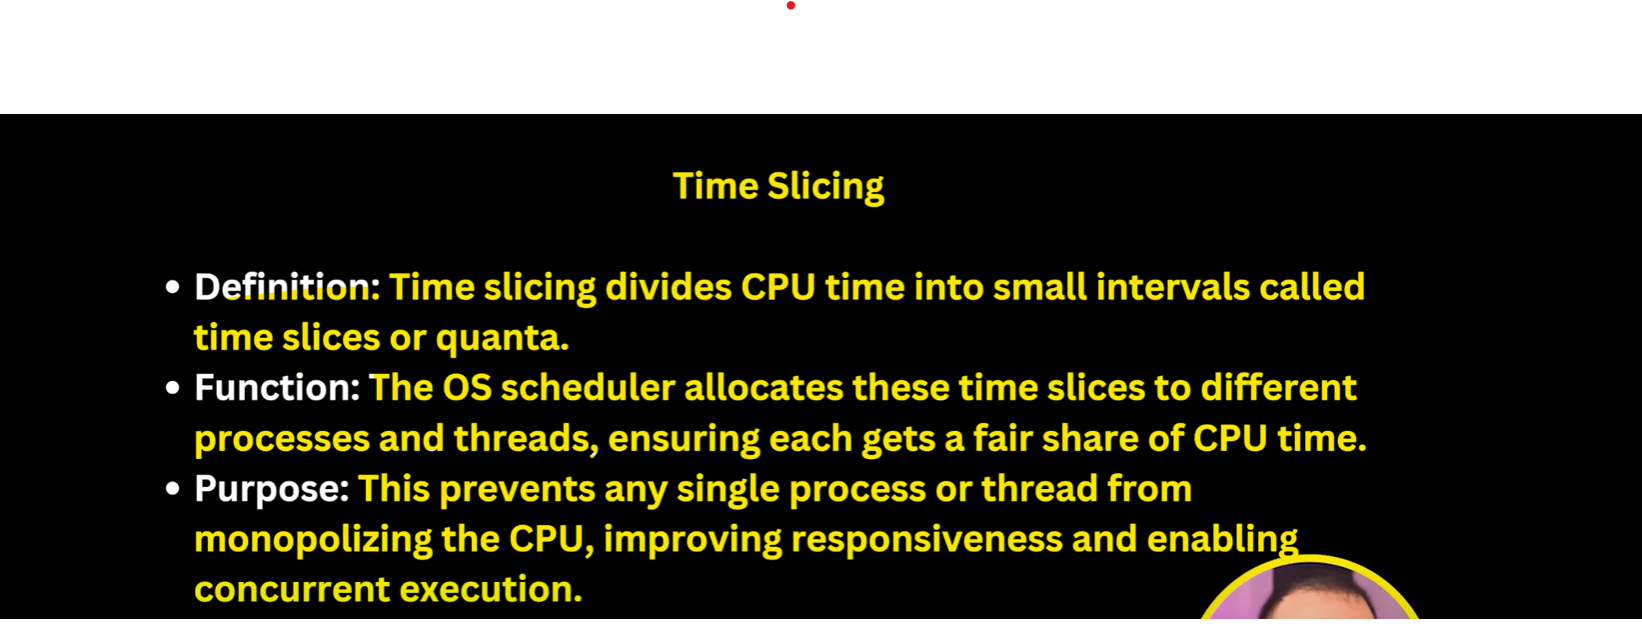 Time Slicing
• Definition: Time slicing divides CPU time into small intervals called
time slices or quanta.
• Function: The OS scheduler allocates these time slices to different
processes and threads, ensuring each gets a fair share of CPU time.
• Purpose: This prevents any single process or thread from
monopolizing the CPU, improving responsiveness and enabling
concurrent execution.